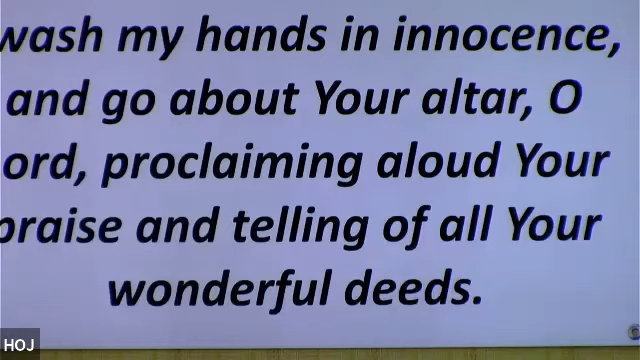 wash my hands in innocence,
and go about Your altar, O
ord, proclaiming aloud Your
praise and telling of all Your
wonderful deeds.
HOJ